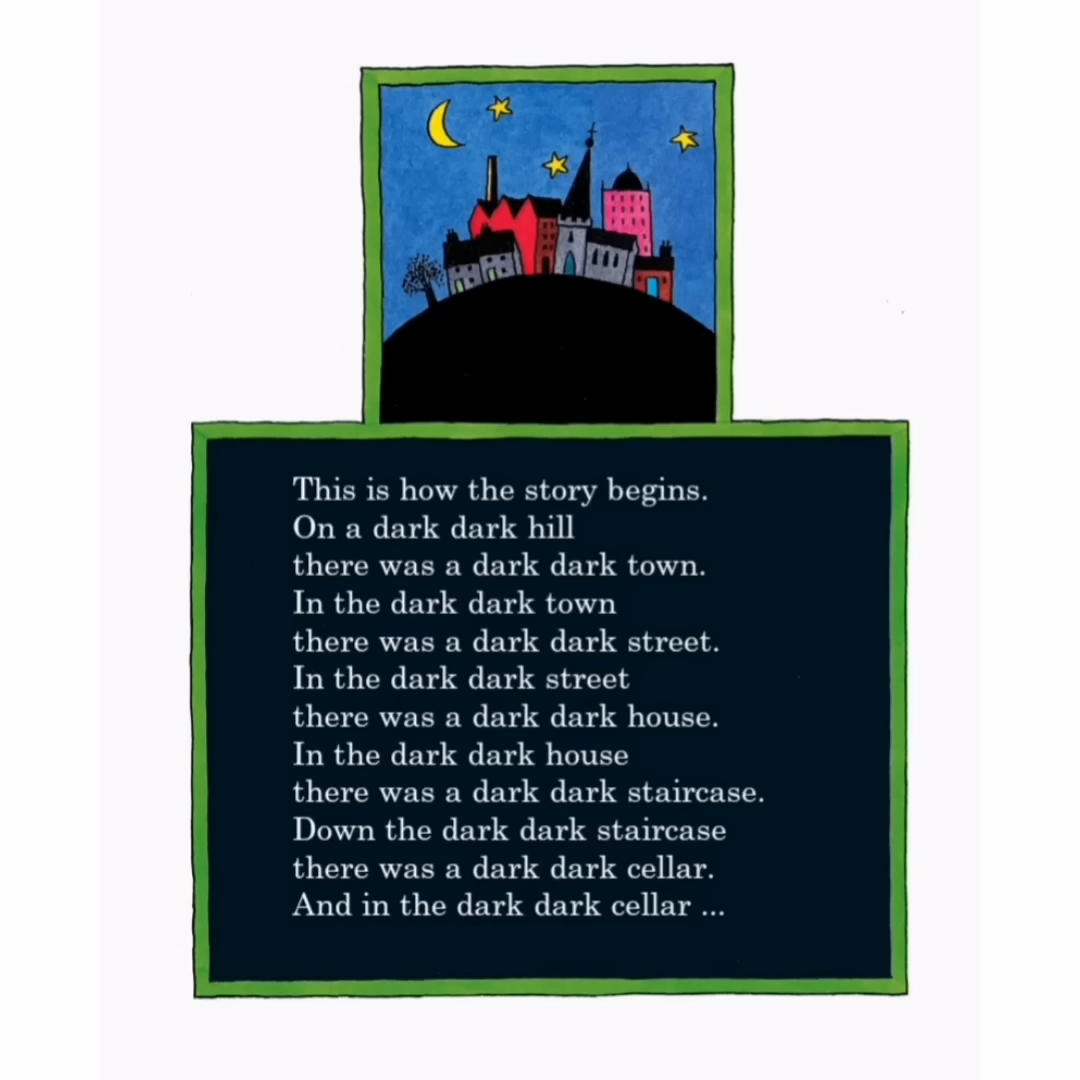 This is how the story begins.
On a dark dark hill
there was a dark dark town.
In the dark dark town
there was a dark dark street.
In the dark dark street
there was a dark dark house.
In the dark dark house
there was a dark dark staircase.
Down the dark dark staircase
there was a dark dark cellar.
And in the dark dark cellar ...